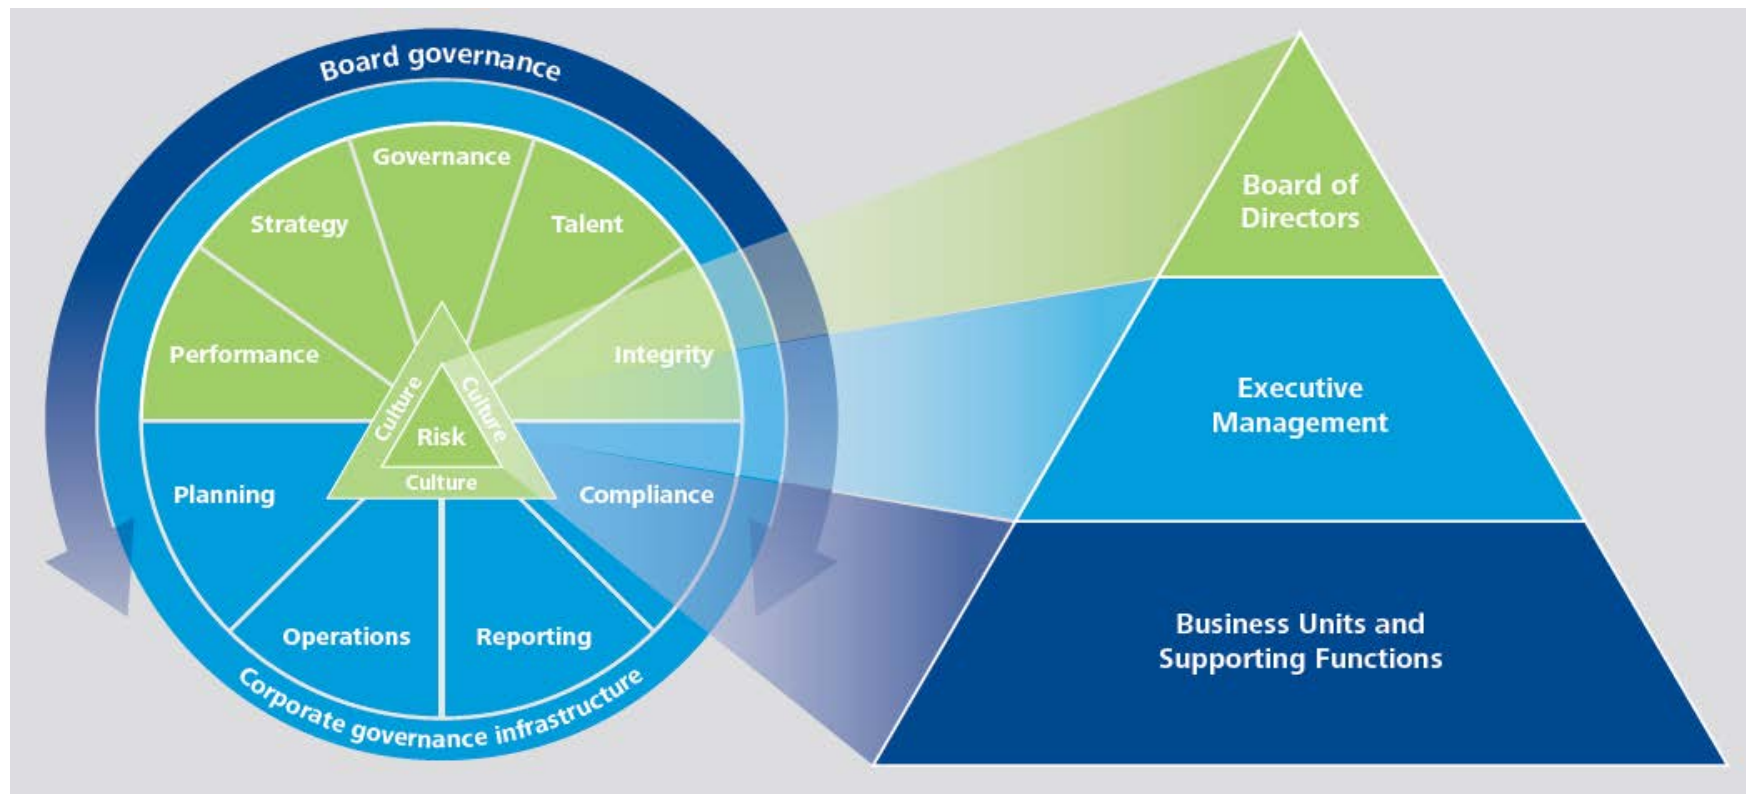 Board governance
Governance
Strategy
Talent
Performance
Integrity
Culture
Culture
Risk
Culture
Planning
Compliance
Operations
Reporting
Corporate governance infrastructure
Board of
Directors
Executive
Management
Business Units and
Supporting Functions